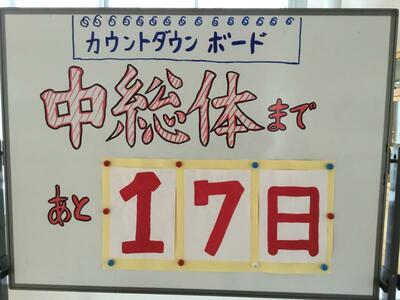 カウントダウン ボード
中総体まで
あと 17日